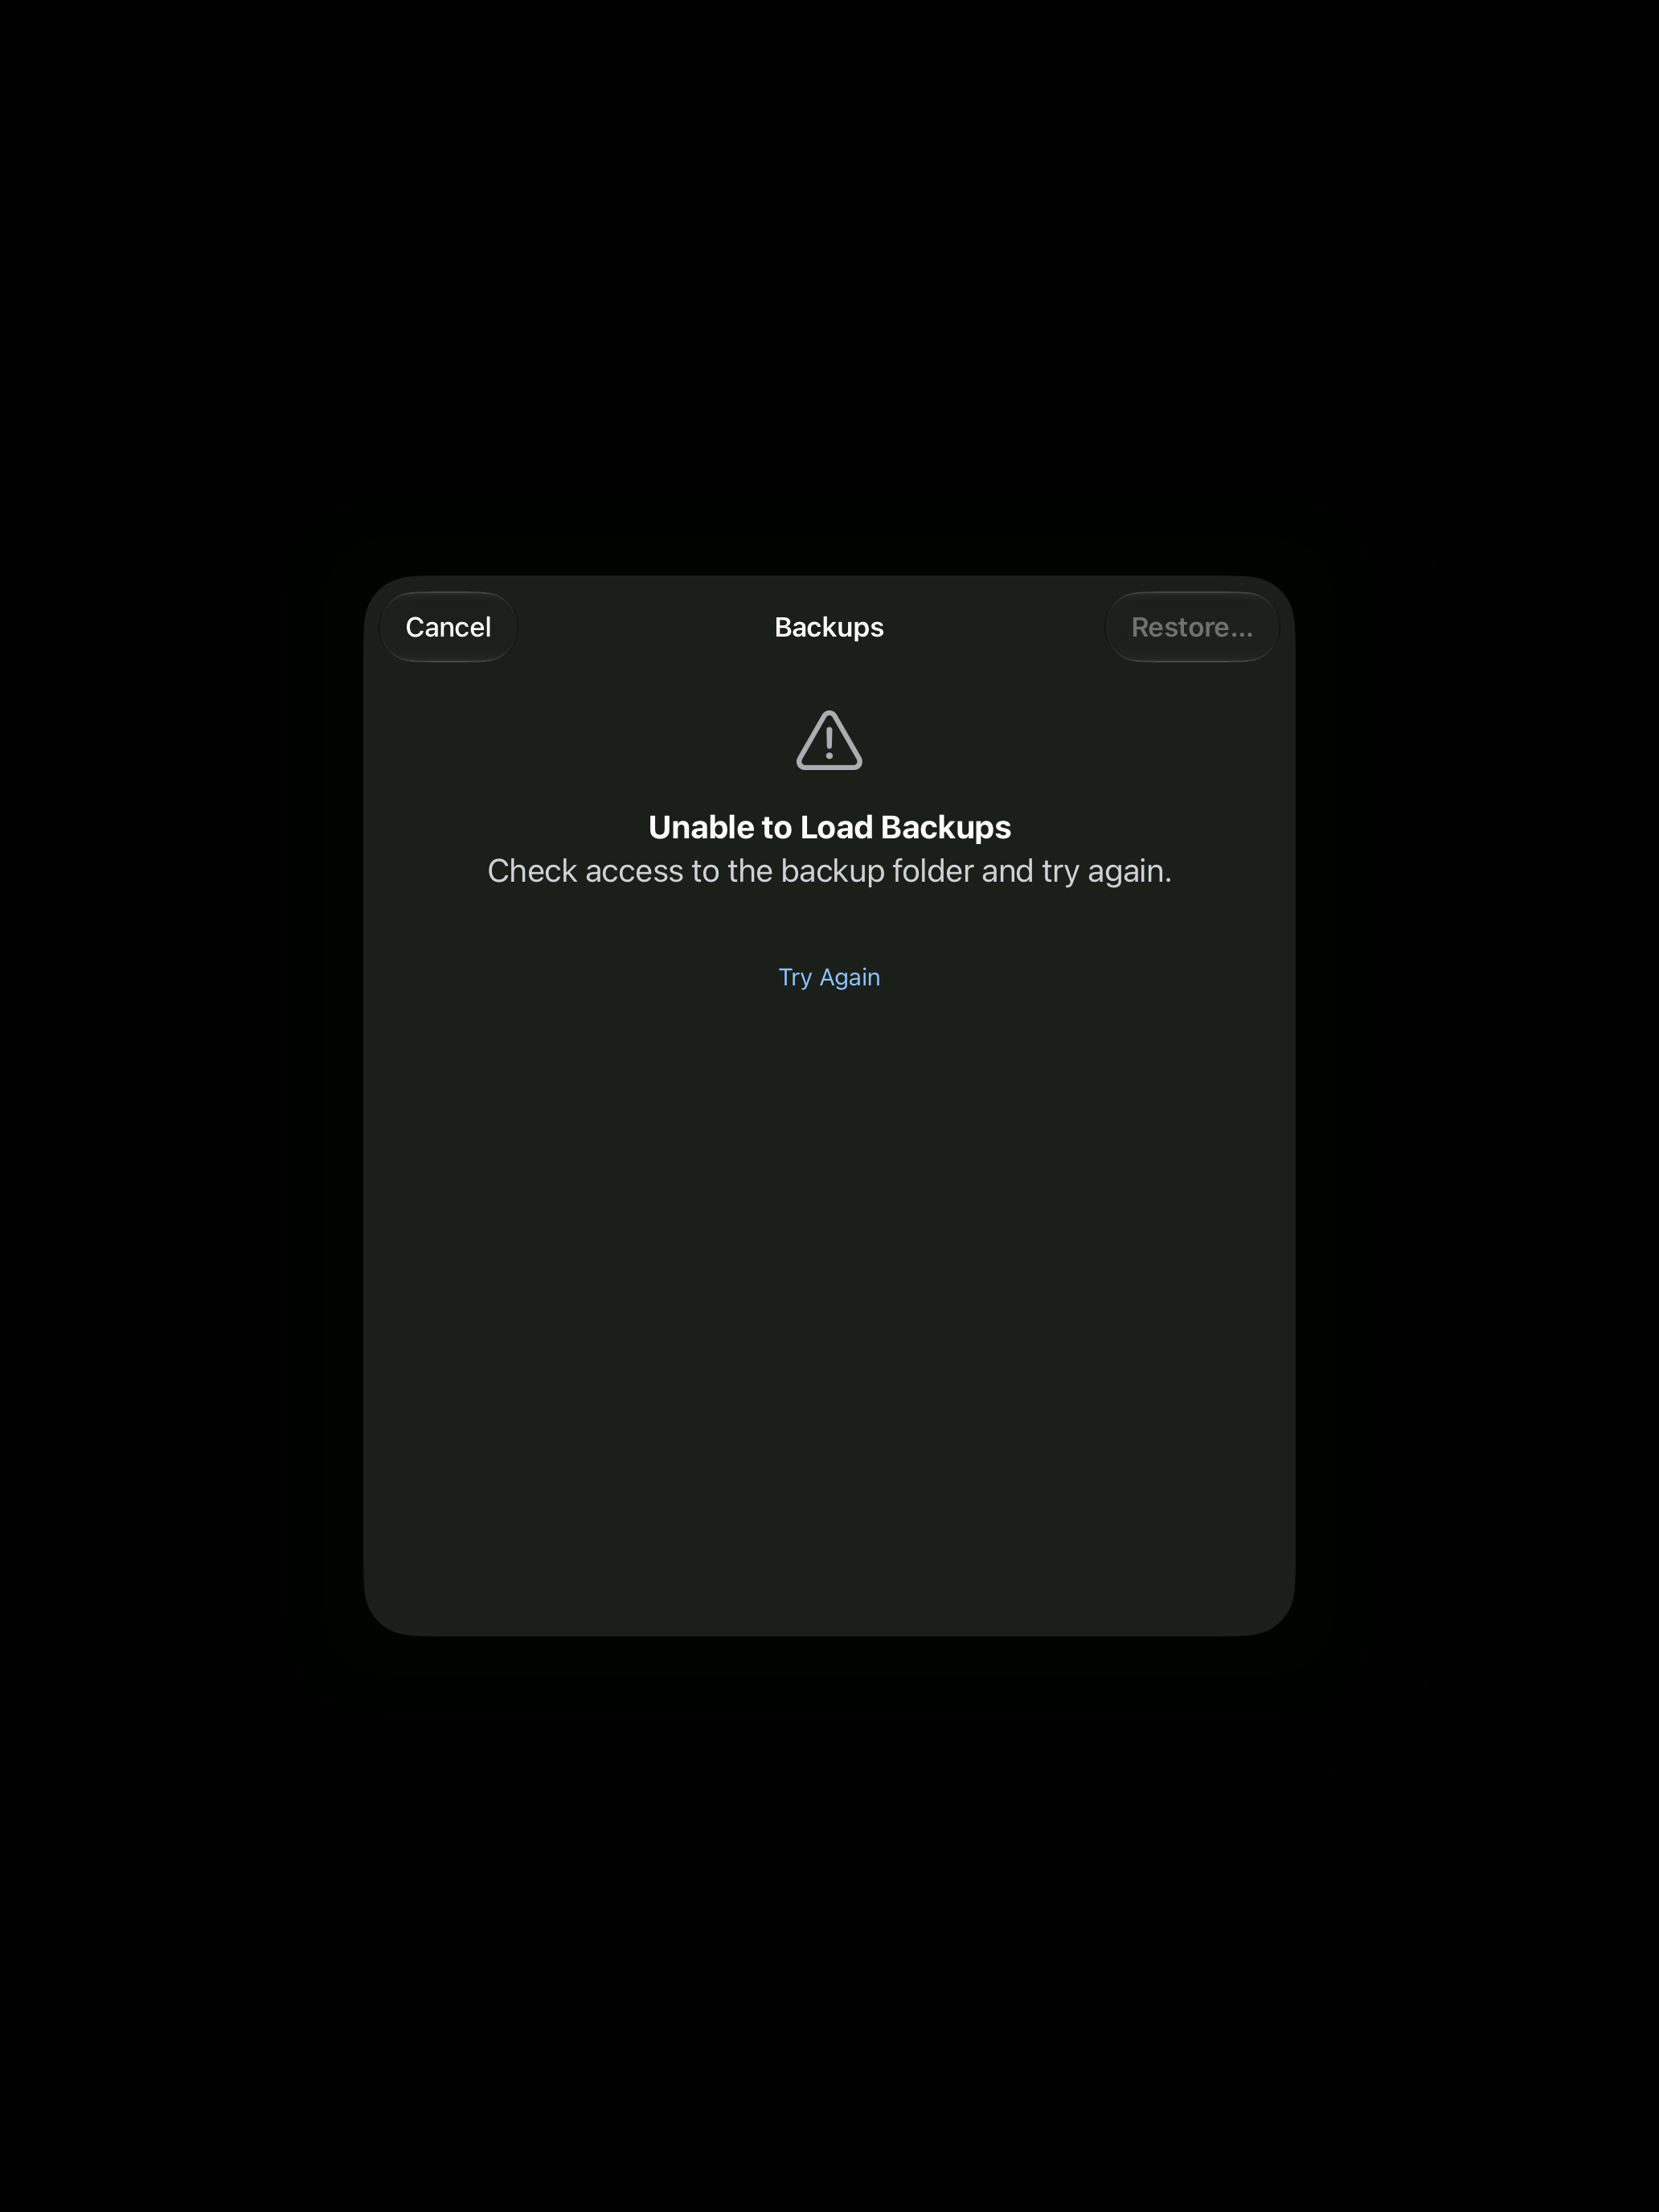 Cancel
Backups
Restore...
Unable to Load Backups
Check access to the backup folder and try again.
Try Again